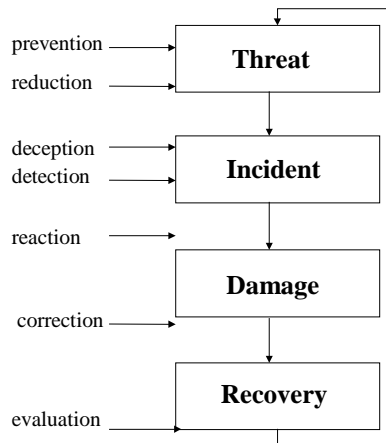 prevention
Threat
reduction
deception
detection
Incident
reaction
Damage
correction
Recovery
evaluation